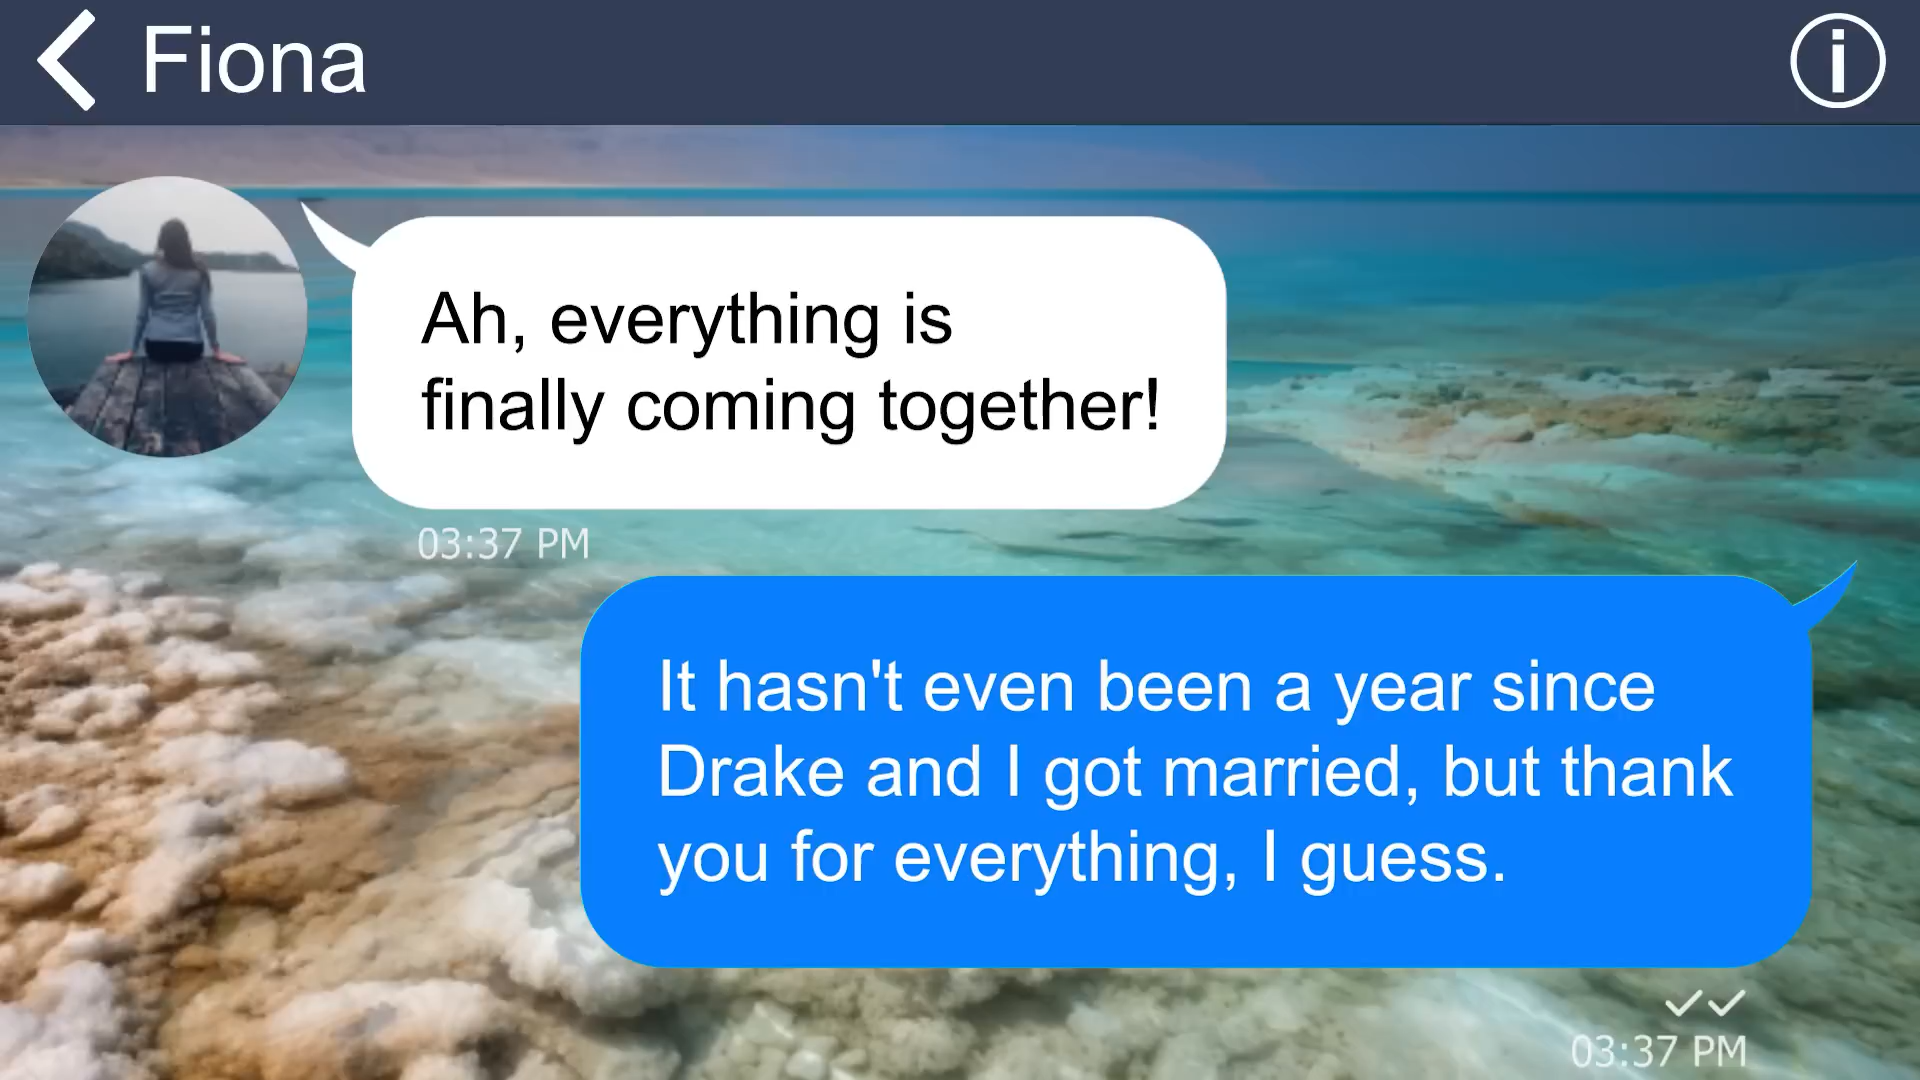 Fiona
Ah, everything is
finally coming together!
03:37 PM
It hasn't even been a year since
Drake and I got married, but thank
you for everything, I guess.
03:37 PM